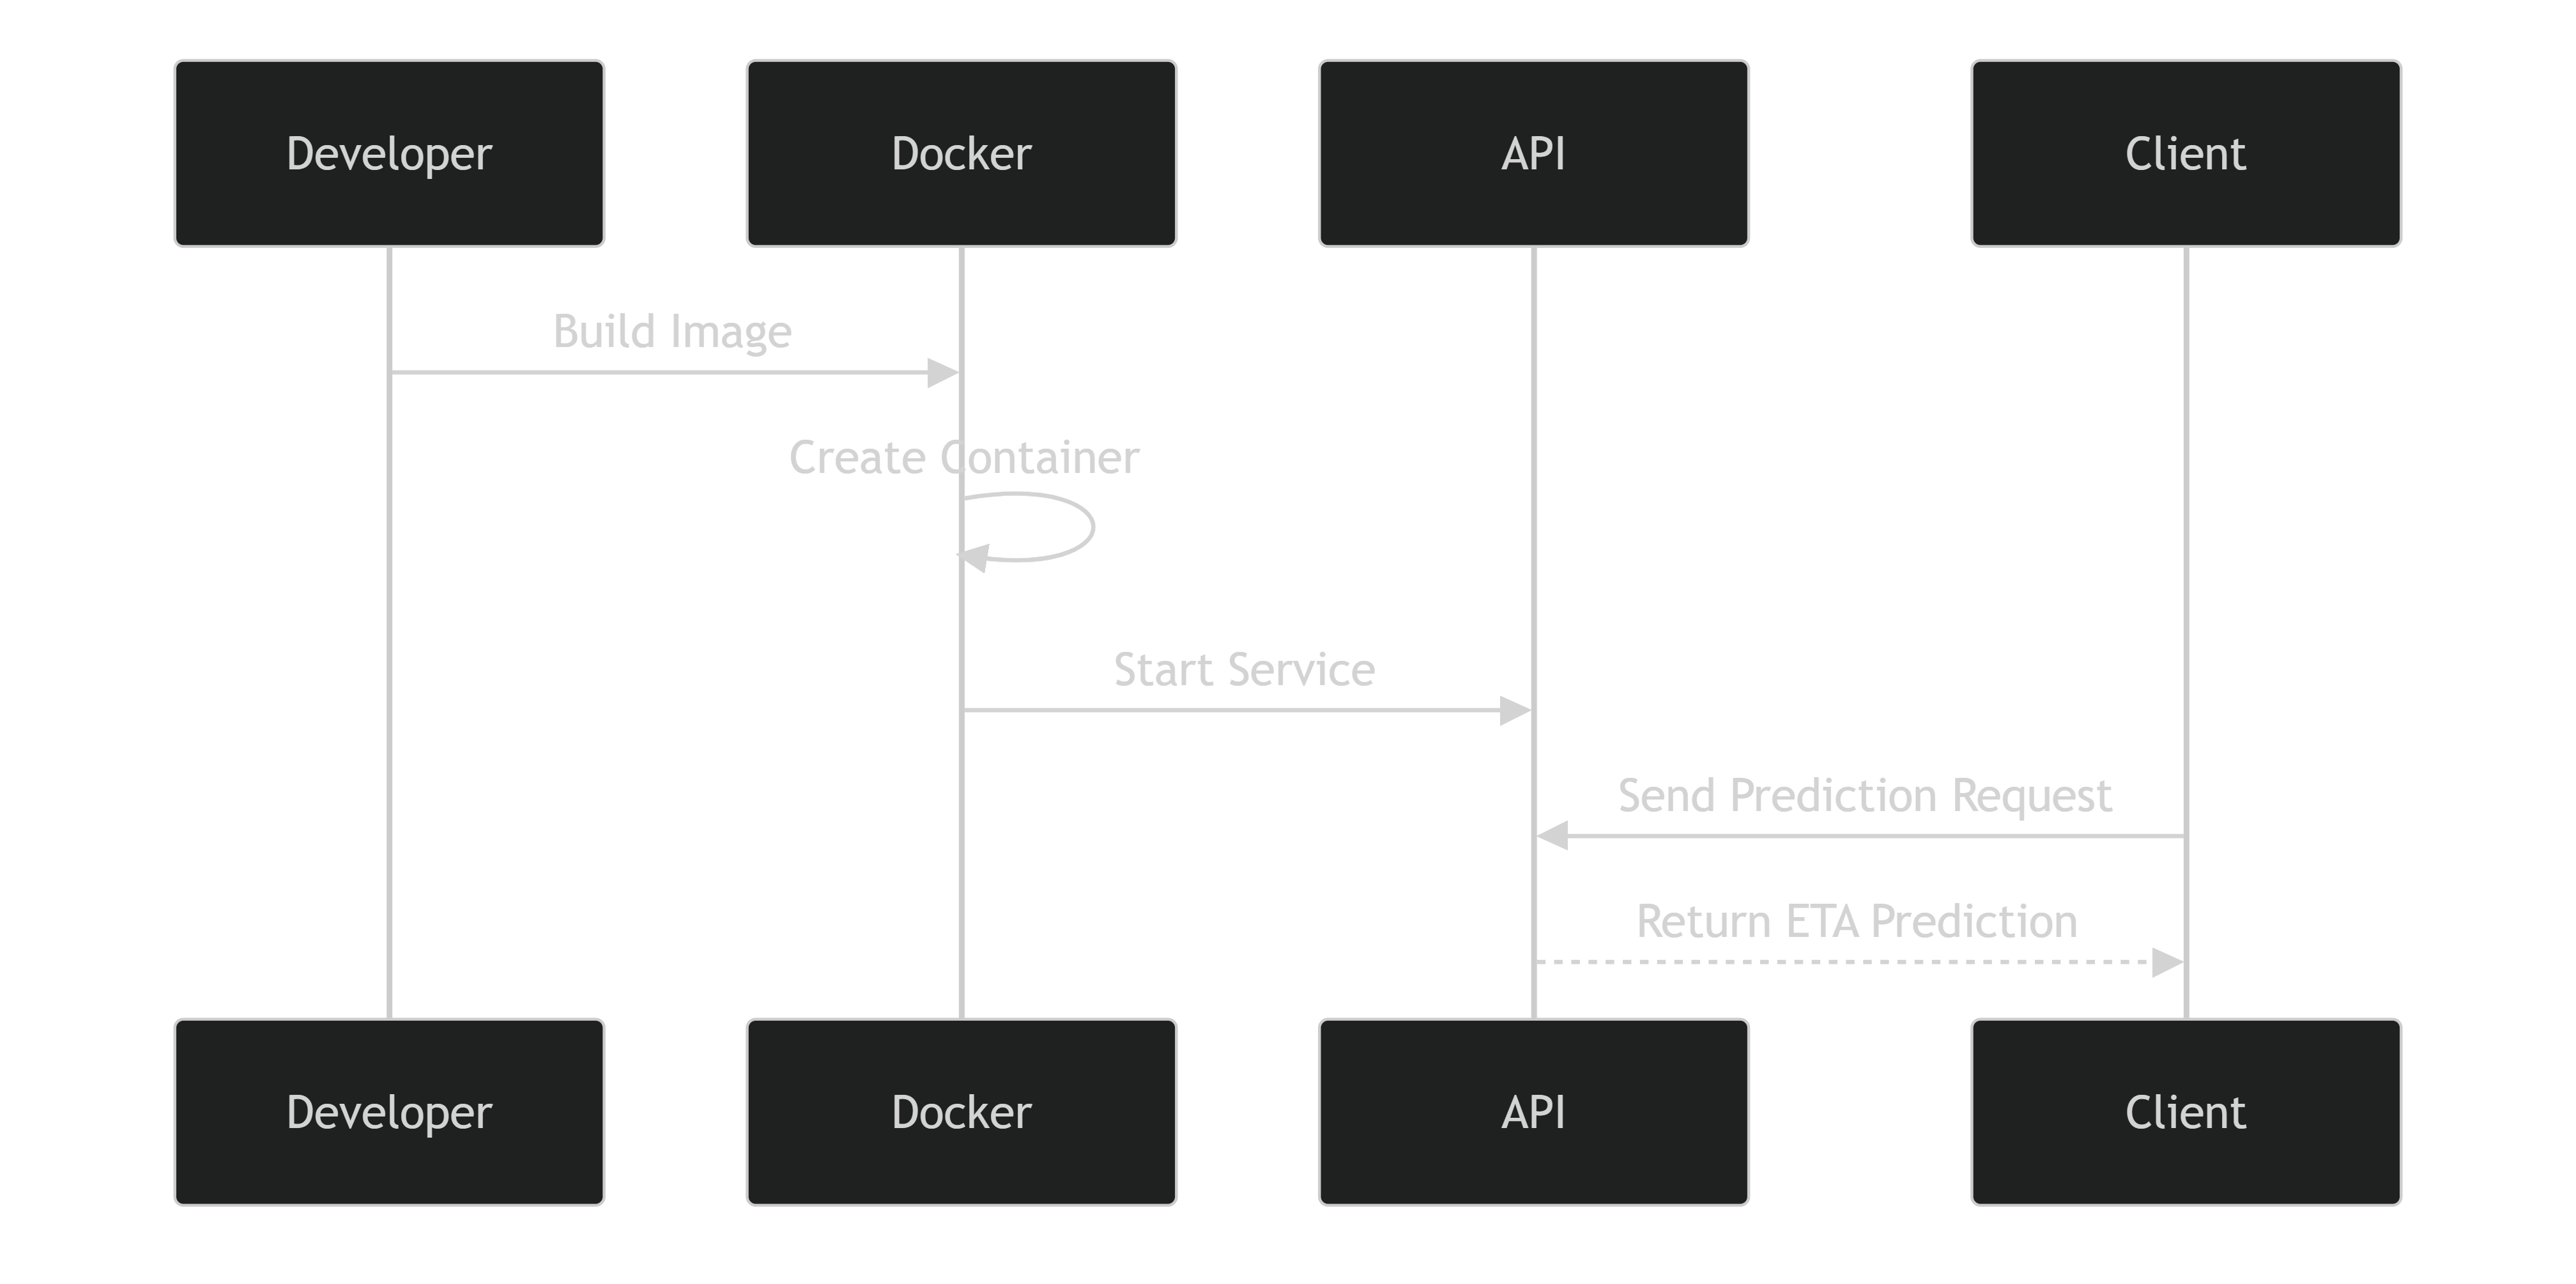 Developer
Docker
API
Client
Build Image
Create Container
Start Service
Send Prediction Request
Return ETA Prediction
Developer
Docker
API
Client